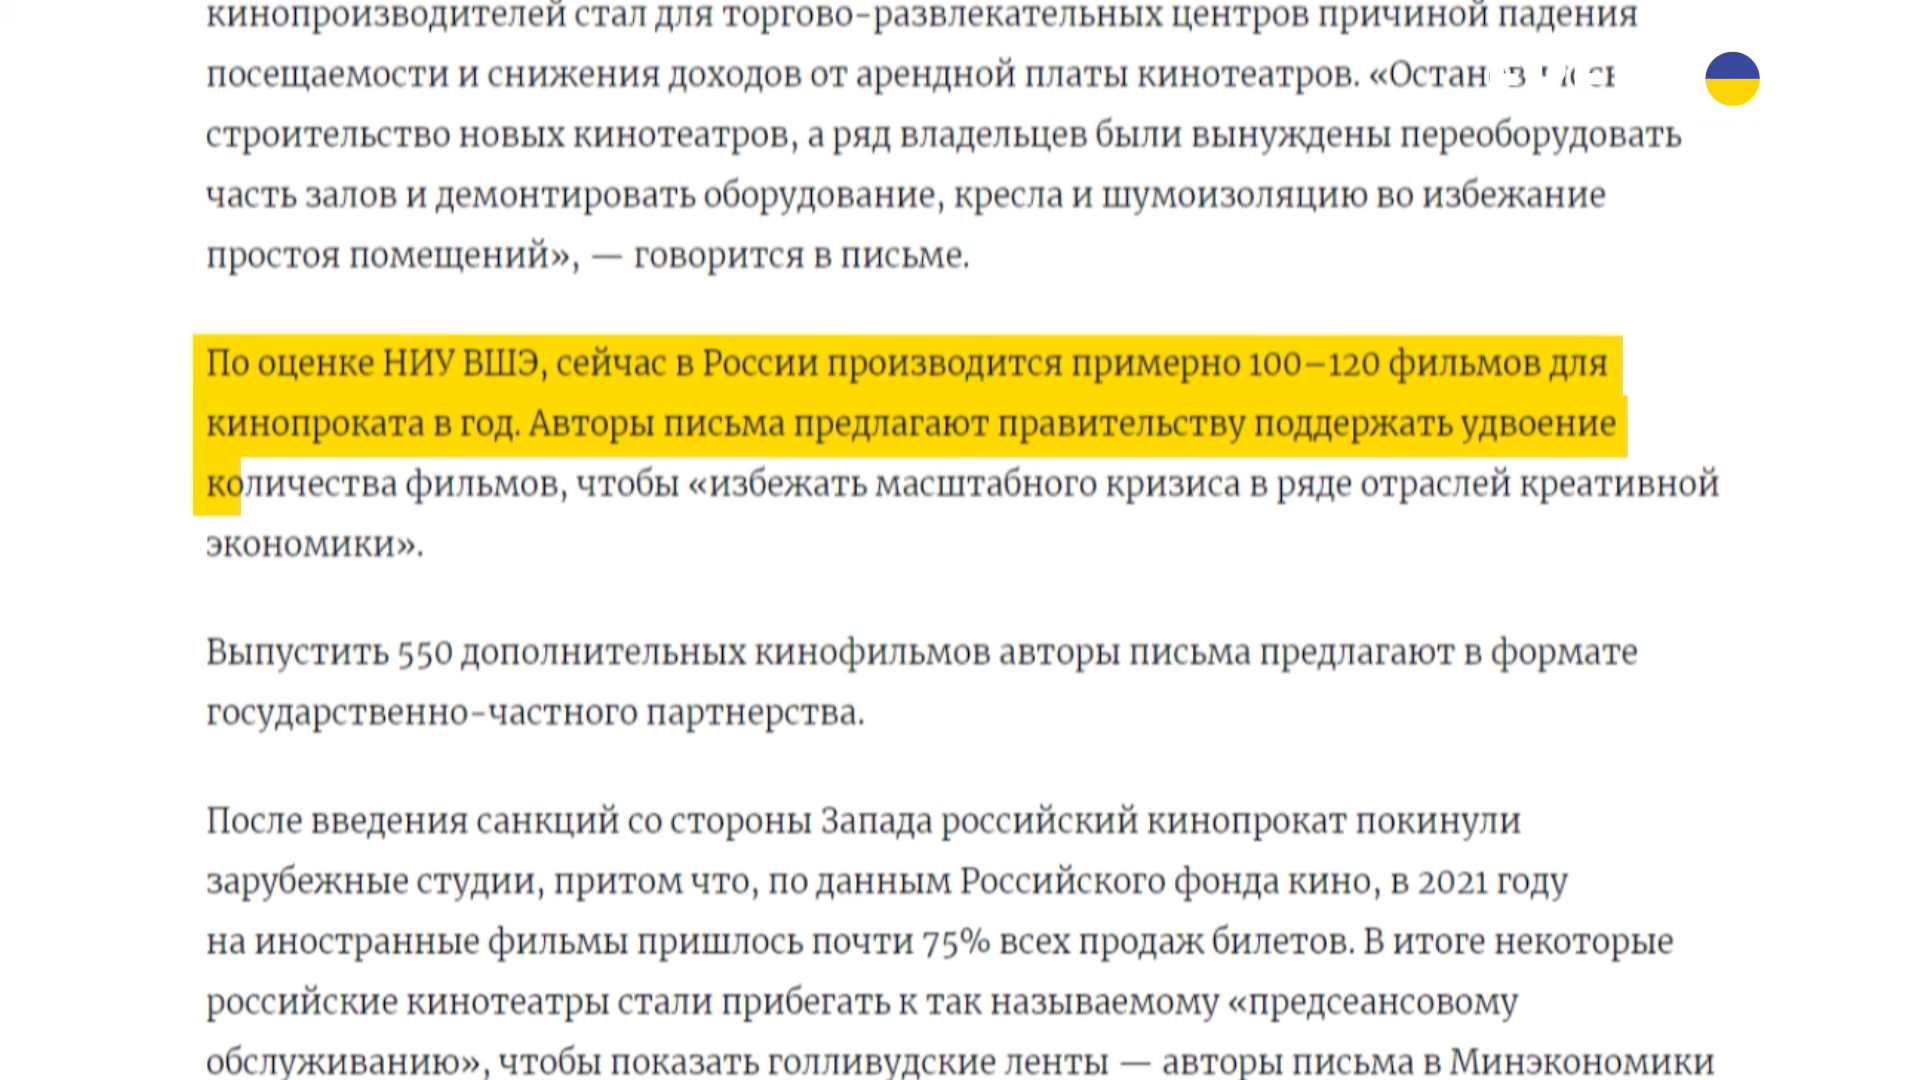 кинопроизводителей стал для торгово-развлекательных центров причиной падения
посещаемости и снижения доходов от арендной платы кинотеатров.
строительство новых кинотеатров, а ряд владельцев были вынуждены переоборудовать
часть залов и демонтировать оборудование, кресла и шумоизоляцию во избежание
простоя помещений», — говорится в письме.
По оценке НИУ ВШЭ, сейчас в России производится примерно 100–120 фильмов для
кинопроката в год. Авторы письма предлагают правительству поддержать удвоение
количества фильмов, чтобы «избежать масштабного кризиса в ряде отраслей креативной
экономики».
Выпустить 550 дополнительных кинофильмов авторы письма предлагают в формате
государственно-частного партнерства.
После введения санкций со стороны Запада российский кинопрокат покинули
зарубежные студии, притом что, по данным Российского фонда кино, в 2021 году
на иностранные фильмы пришлось почти 75% всех продаж билетов. В итоге некоторые
российские кинотеатры стали прибегать к так называемому «предсеансовому
обслуживанию», чтобы показать голливудские ленты — авторы письма в Минэкономики